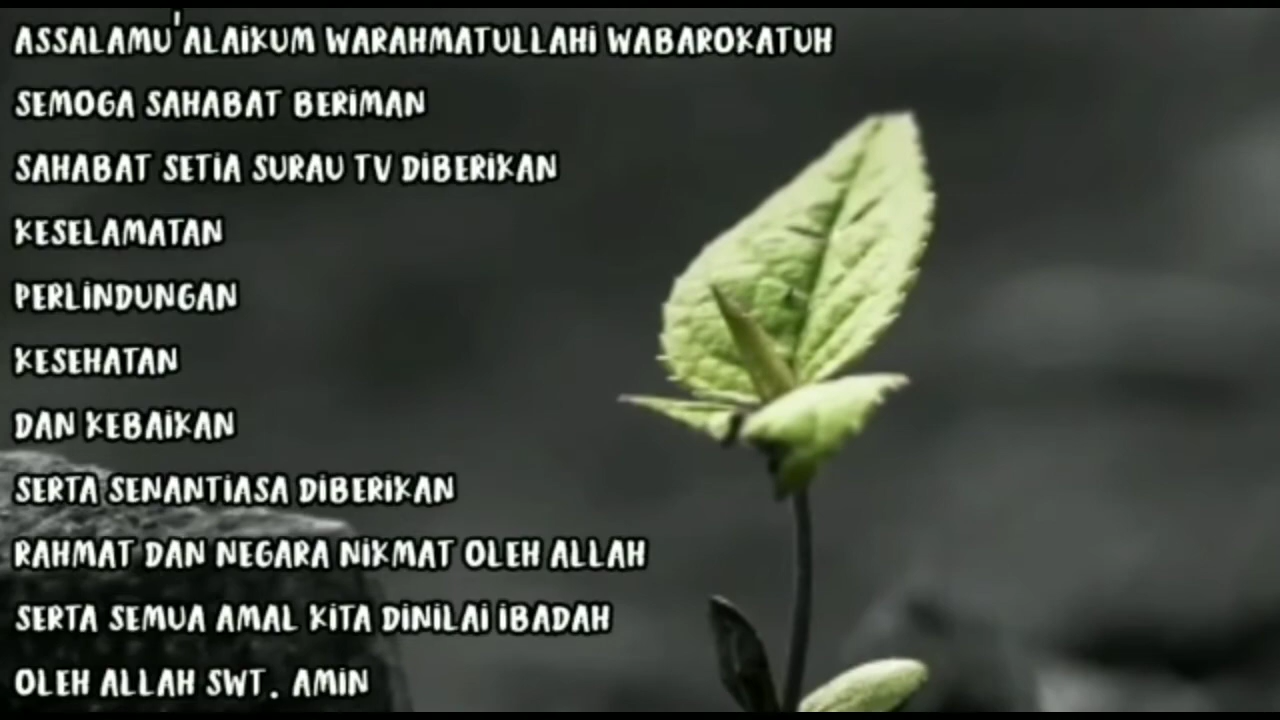 ASSALAMU'ALAIKUM WARAHMATULLAHI WABAROKATUH
SEMOGA SAHABAT BERIMAN
SAHABAT SETIA SURAU TV DIBERIKAN
KESELAMATAN
PERLINDUNGAN
KESEHATAN
DAN KEBAIKAN
SERTA SENANTIASA DIBERIKAN
RAHMAT DAN NEGARA NIKMAT OLEH ALLAH
SERTA SEMUA AMAL KITA DINILAI IBADAH
OLEH ALLAH SWT. AMIN